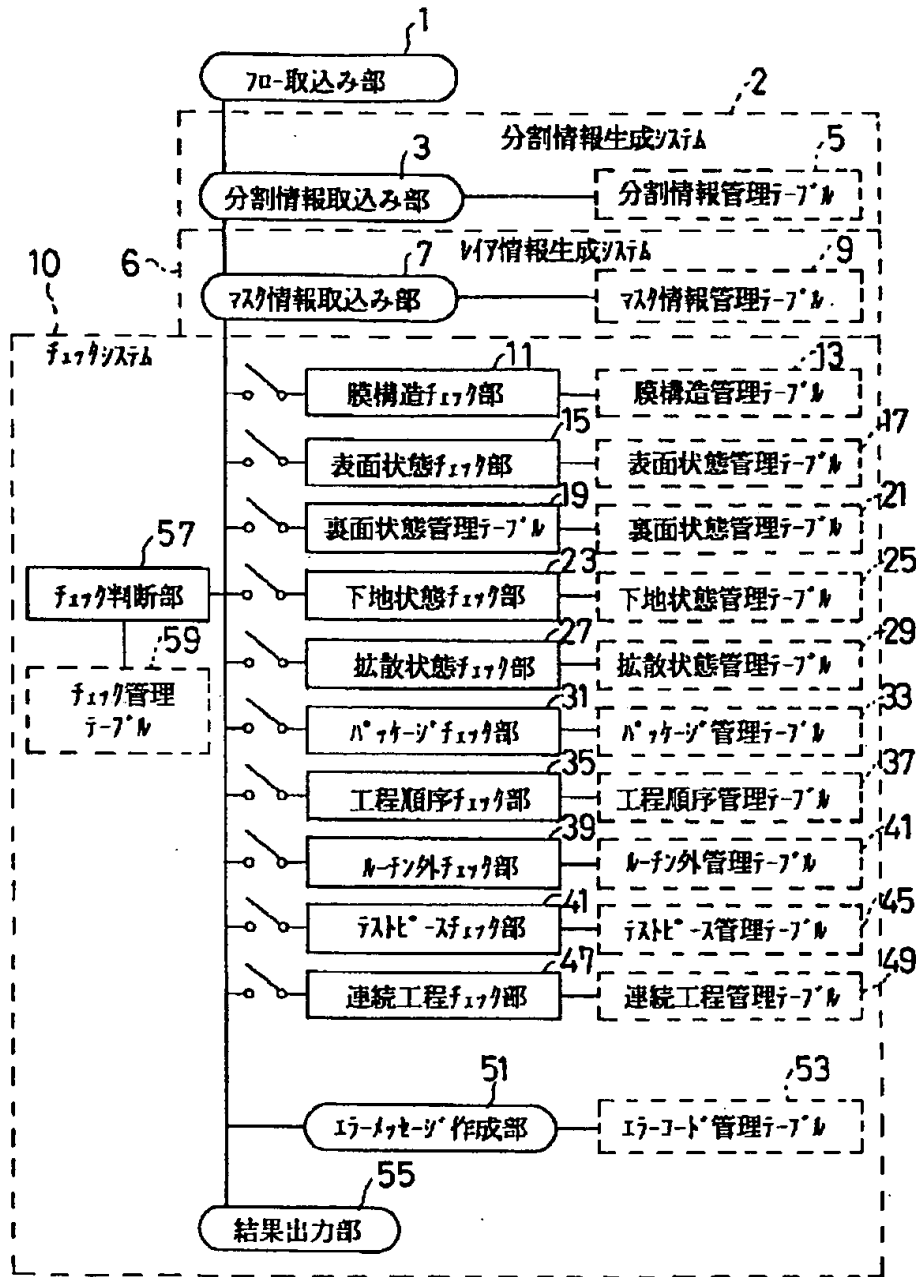 1
フロー取込み部
2
分割情報生成システム
3
5
分割情報取込み部
分割情報管理テーブル
6
7
レイア情報生成システム
9
10
マスク情報取込み部
マスク情報管理テーブル
チェックシステム
11
13
膜構造チェック部
膜構造管理テーブル
15
17
表面状態チェック部
表面状態管理テーブル
19
21
裏面状態管理テーブル
裏面状態管理テーブル
57
23
25
チェック判断部
下地状態チェック部
下地状態管理テーブル
59
27
29
チェック管理
テーブル
拡散状態チェック部
拡散状態管理テーブル
31
33
パッケージチェック部
パッケージ管理テーブル
35
37
工程順序チェック部
工程順序管理テーブル
39
41
ルーチン外チェック部
ルーチン外管理テーブル
41
45
テストピースチェック部
テストピース管理テーブル
47
49
連続工程チェック部
連続工程管理テーブル
51
53
エラーメッセージ作成部
エラーコード管理テーブル
55
結果出力部